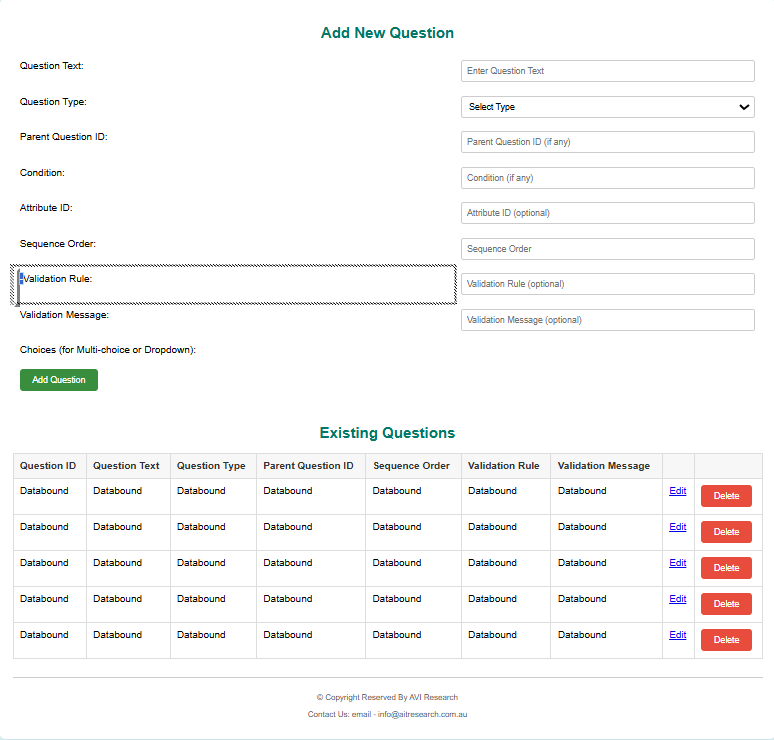 Add New Question
Question Text: Enter Question Text
Question Type: Select Type
Parent Question ID: Parent Question ID (if any)
Condition: Condition (if any)
Attribute ID: Attribute ID (optional)
Sequence Order: Sequence Order
Validation Rule: Validation Rule (optional)
Validation Message: Validation Message (optional)
Choices (for Multi-choice or Dropdown):
Add Question
Existing Questions
Question ID Question Text Question Type Parent Question ID Sequence Order Validation Rule Validation Message
Databound Databound Databound Databound Databound Databound Databound Edit Delete
Databound Databound Databound Databound Databound Databound Databound Edit Delete
Databound Databound Databound Databound Databound Databound Databound Edit Delete
Databound Databound Databound Databound Databound Databound Databound Edit Delete
Databound Databound Databound Databound Databound Databound Databound Edit Delete
© Copyright Reserved By AVI Research
Contact Us: email - info@aitresearch.com.au